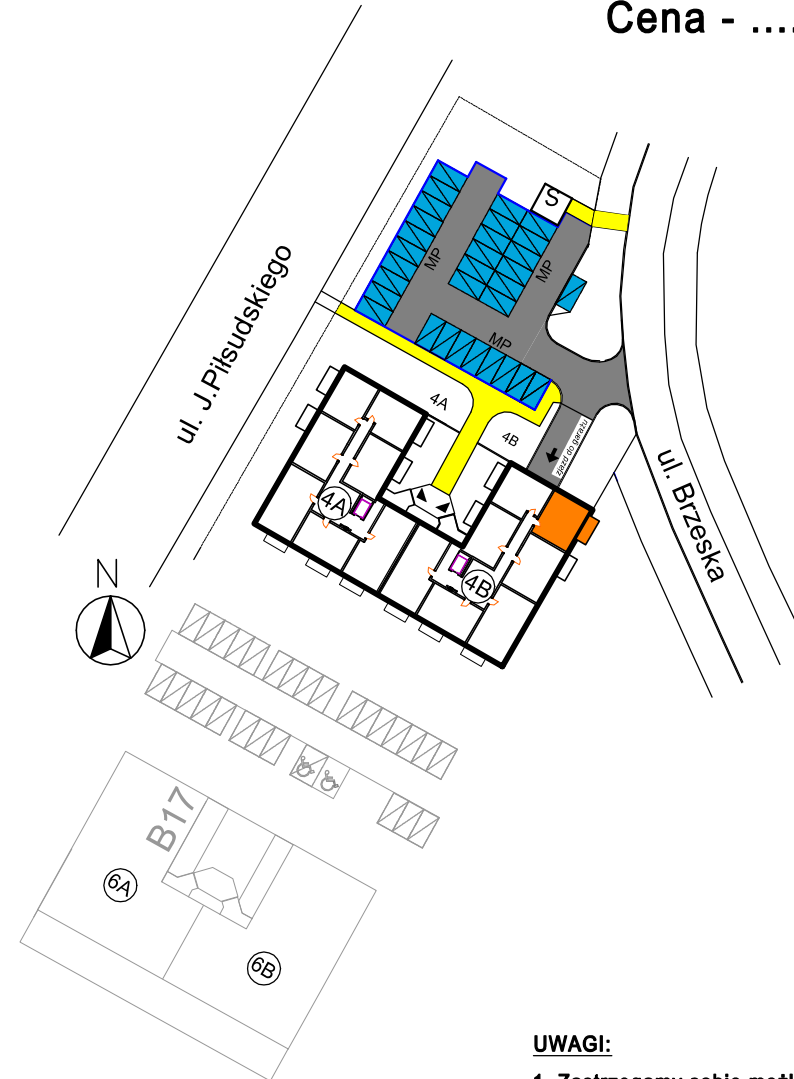 Cena - ....
S
MP
MP
MP
ul. J.Piłsudskiego
4A
4B
zjazd do garażu
ul. Brzeska
4A
4B
N
B17
6A
6B
UWAGI: